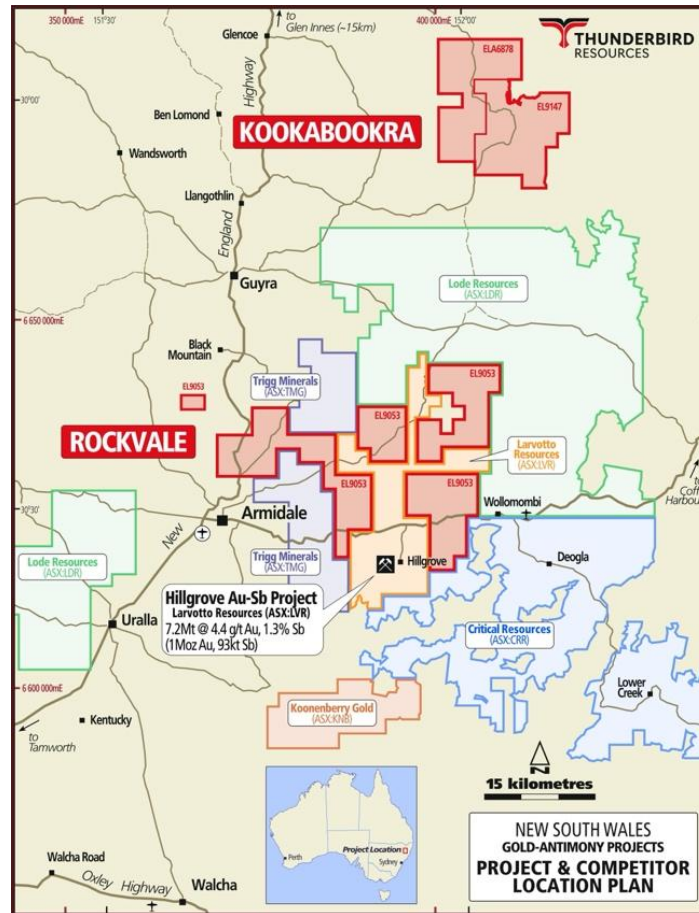 350 000mE
151°30'
to
Glen Innes (~15km)
400 000mE
152°00'
THUNDERBIRD
RESOURCES
Glencoe
ELA6878
30°00'
Ben Lomond
Highway
EL9147
KOOKABOOKRA
Wandsworth
Llangothlin
England
Guyra
Lode Resources
(ASX:LDR)
6 650 000mE
Black
Mountain
Trigg Minerals
(ASX:TMG)
EL9053
EL9053
ROCKVALE
Larvotto
Resources
(ASX:LVR)
EL9053
EL9053
Wollomombi
to
Coffs
Harbour
30°30'
Armidale
New
Lode Resources
(ASX:LDR)
Trigg Minerals
(ASX:TMG)
Hillgrove
Deogla
Hillgrove Au-Sb Project
Larvotto Resources (ASX:LVR)
7.2Mt @ 4.4 g/t Au, 1.3% Sb
(1Moz Au, 93kt Sb)
Uralla
Critical Resources
(ASX:CRR)
6 600 000mE
Lower
Creek
Koonenberry Gold
(ASX:KNB)
Kentucky
to
Tamworth
N
15 kilometres
Project Location
Perth
Sydney
NEW SOUTH WALES
GOLD-ANTIMONY PROJECTS
PROJECT & COMPETITOR
LOCATION PLAN
Walcha Road
Oxley Highway
Walcha